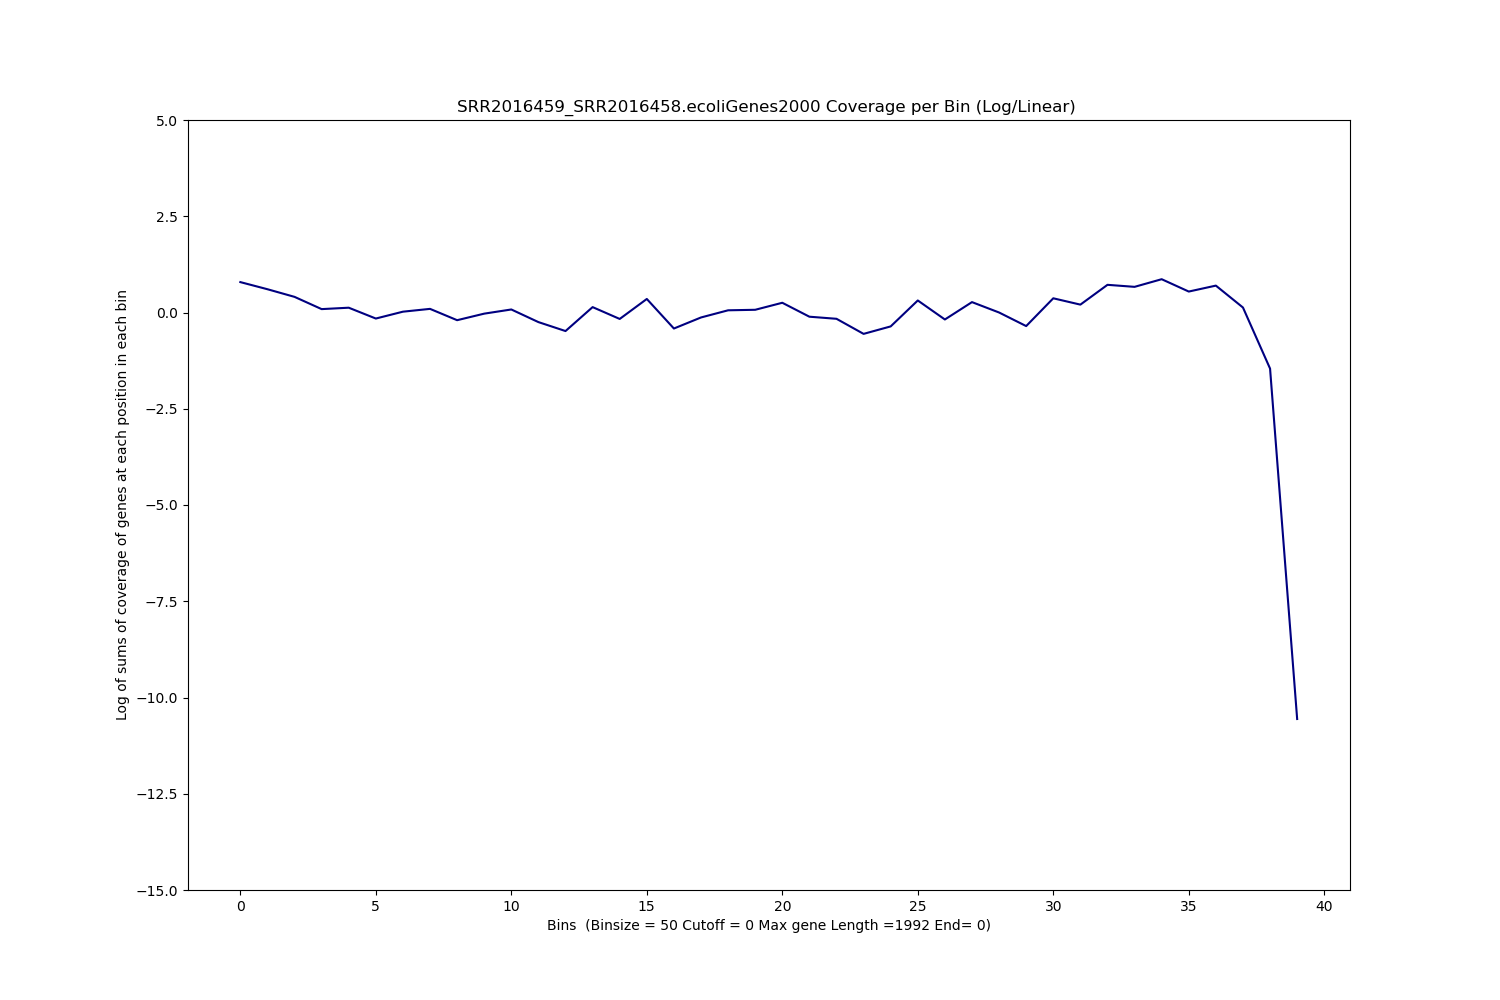 SRR2016459_SRR2016458.ecoliGenes2000 Coverage per Bin (Log/Linear)
Log of sums of coverage of genes at each position in each bin
5.0
2.5
0.0
−2.5
−5.0
−7.5
−10.0
−12.5
−15.0
0 5 10 15 20 25 30 35 40
Bins  (Binsize = 50 Cutoff = 0 Max gene Length =1992 End= 0)